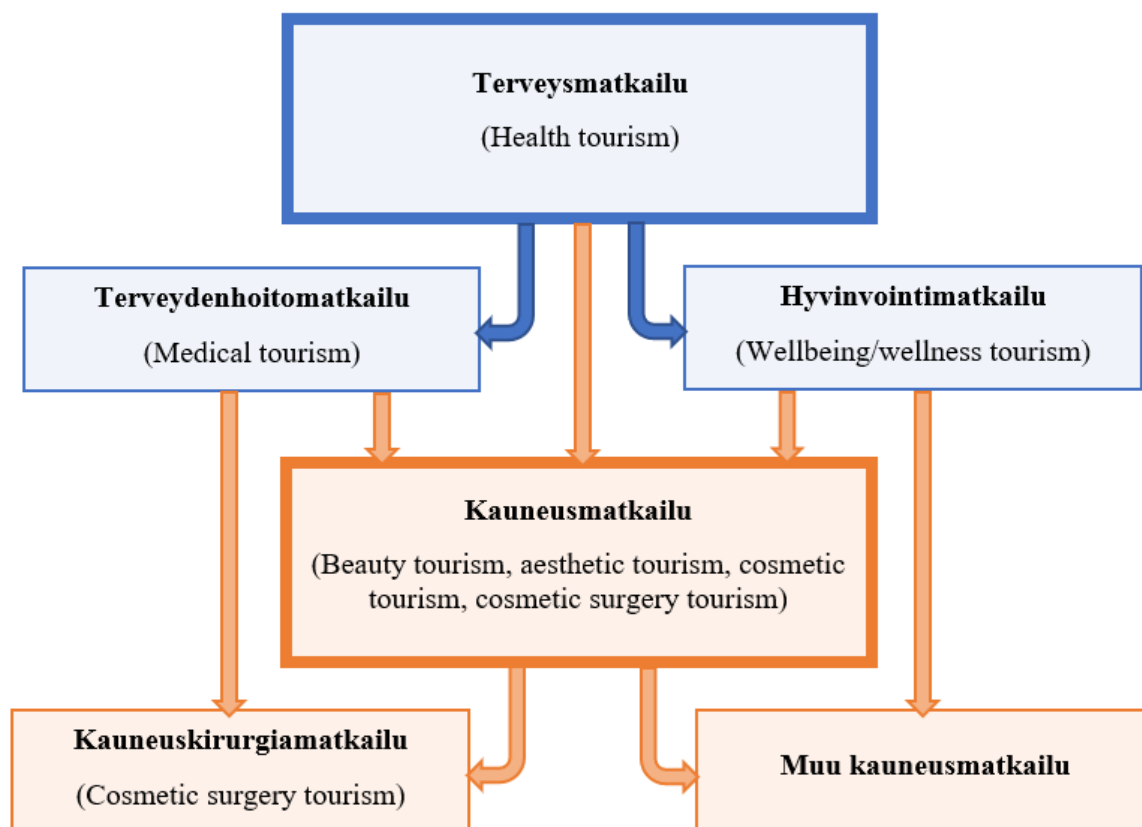 Terveysmatkailu
(Health tourism)
Terveydenhoitomatkailu
(Medical tourism)
Hyvinvointimatkailu
(Wellbeing/wellness tourism)
Kauneusmatkailu
(Beauty tourism, aesthetic tourism, cosmetic
tourism, cosmetic surgery tourism)
Kauneuskirurgiamatkailu
(Cosmetic surgery tourism)
Muu kauneusmatkailu